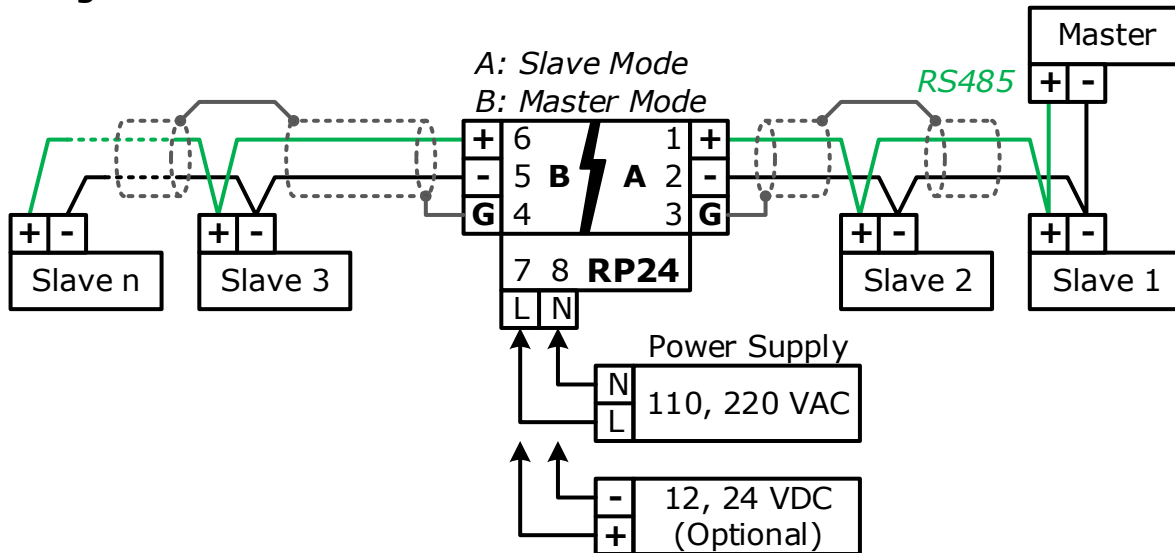 Master
A: Slave Mode
B: Master Mode
RS485
+ -
+ 6 1 +
- 5 B A 2 -
G 4 3 G
+ - + - + - + -
Slave n Slave 3 Slave 2 Slave 1
7 8 RP24
L N
Power Supply
N
L
110, 220 VAC
-
+
12, 24 VDC
(Optional)